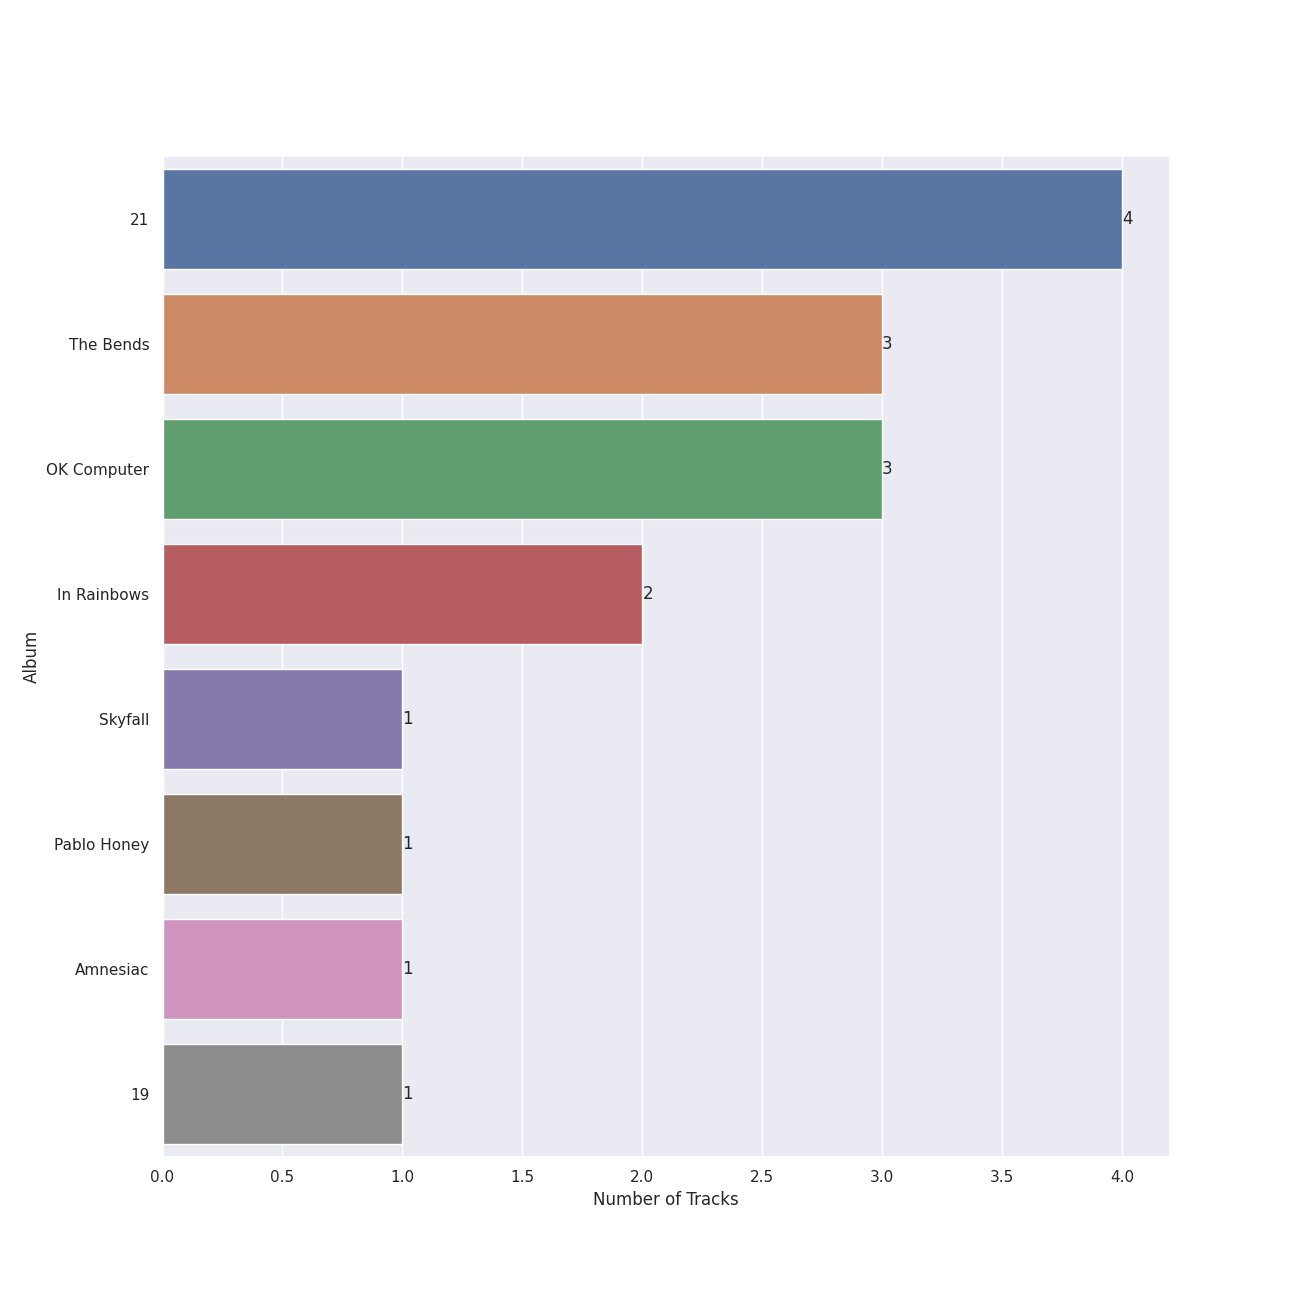 21
4
The Bends
3
OK Computer
3
In Rainbows
2
Album
Skyfall
1
Pablo Honey
1
Amnesiac
1
19
1
0.0 0.5 1.0 1.5 2.0 2.5 3.0 3.5 4.0
Number of Tracks